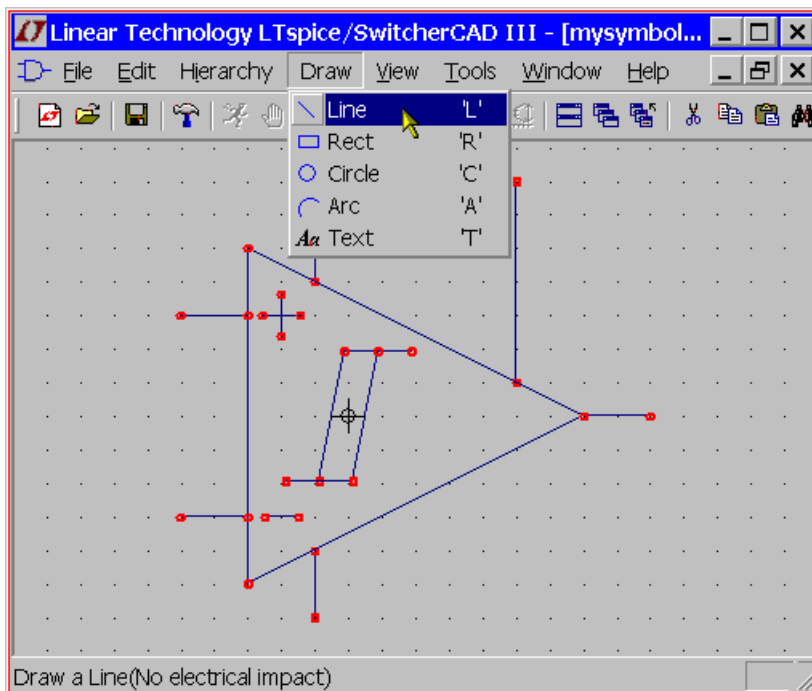 Linear Technology LTspice/SwitcherCAD III - [mysymbol...
File Edit Hierarchy Draw View Tools Window Help
Line 'L'
Rect 'R'
Circle 'C'
Arc 'A'
Aa Text 'T'
Draw a Line(No electrical impact)